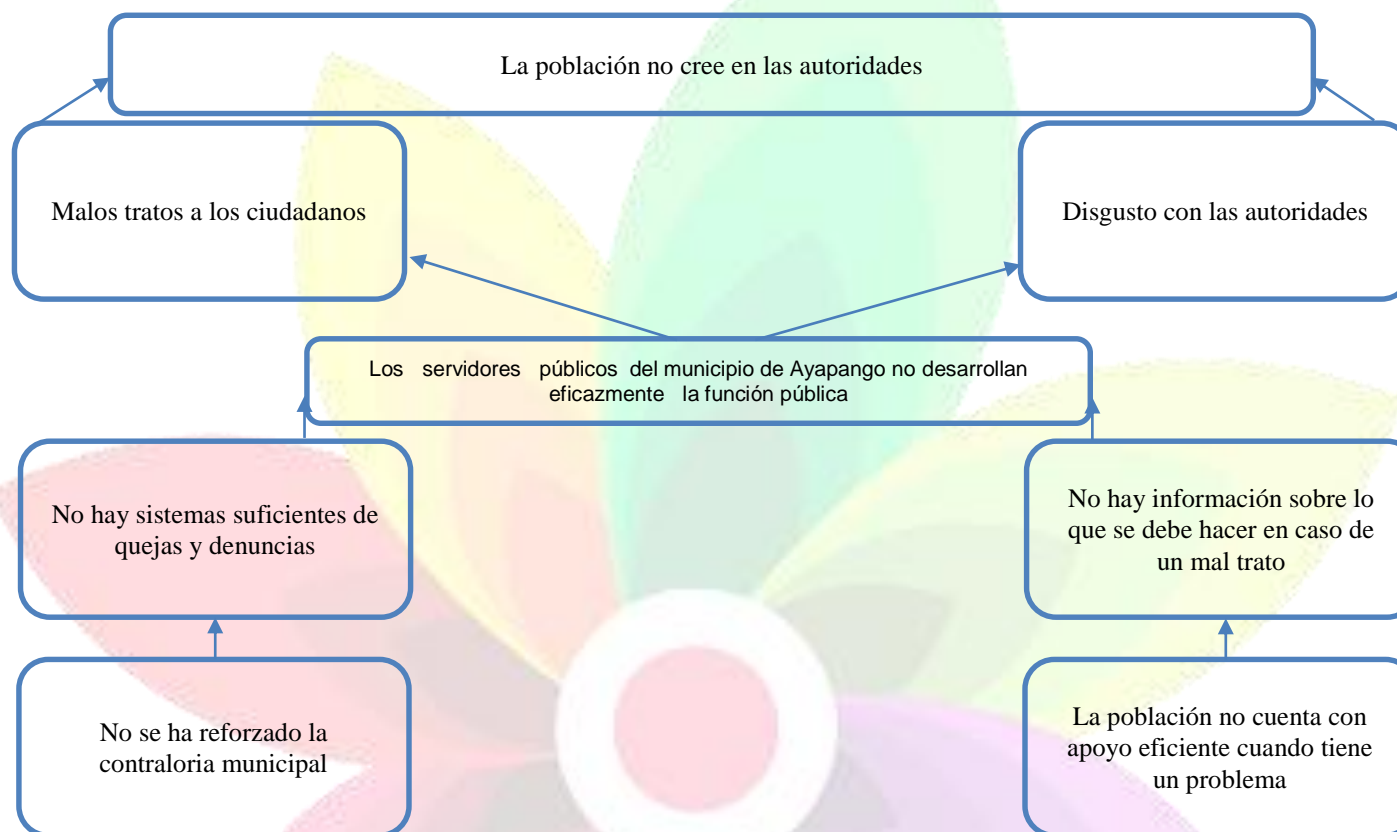 La población no cree en las autoridades
Malos tratos a los ciudadanos
Disgusto con las autoridades
Los servidores públicos del municipio de Ayapango no desarrollan
eficazmente la función pública
No hay sistemas suficientes de
quejas y denuncias
No hay información sobre lo
que se debe hacer en caso de
un mal trato
No se ha reforzado la
contraloria municipal
La población no cuenta con
apoyo eficiente cuando tiene
un problema